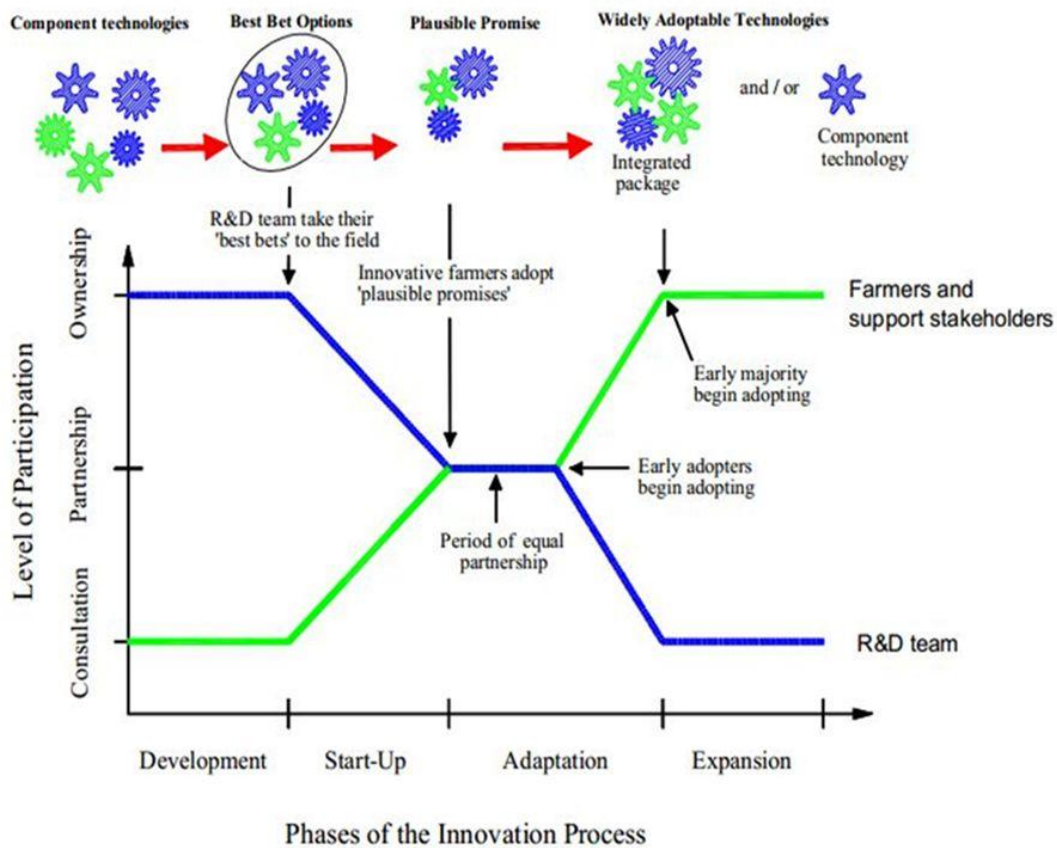 Component technologies
Best Bet Options
Plausible Promise
Widely Adoptable Technologies
and / or
Component
technology
Integrated
package
R&D team take their
'best bets' to the field
Innovative farmers adopt
'plausible promises'
Ownership
Partnership
Consultation
Level of Participation
Farmers and
support stakeholders
Early majority
begin adopting
Early adopters
begin adopting
Period of equal
partnership
R&D team
Development
Start-Up
Adaptation
Expansion
Phases of the Innovation Process